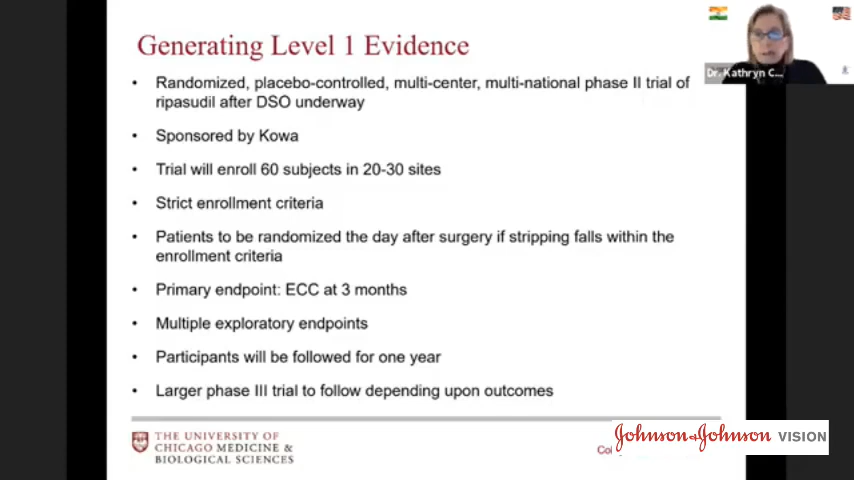 Generating Level 1 Evidence
Dr. Kathryn C...
• Randomized, placebo-controlled, multi-center, multi-national phase II trial of
ripasudil after DSO underway
• Sponsored by Kowa
• Trial will enroll 60 subjects in 20-30 sites
• Strict enrollment criteria
• Patients to be randomized the day after surgery if stripping falls within the
enrollment criteria
• Primary endpoint: ECC at 3 months
• Multiple exploratory endpoints
• Participants will be followed for one year
• Larger phase III trial to follow depending upon outcomes
THE UNIVERSITY OF
CHICAGO MEDICINE &
BIOLOGICAL SCIENCES
Johnson & Johnson VISION